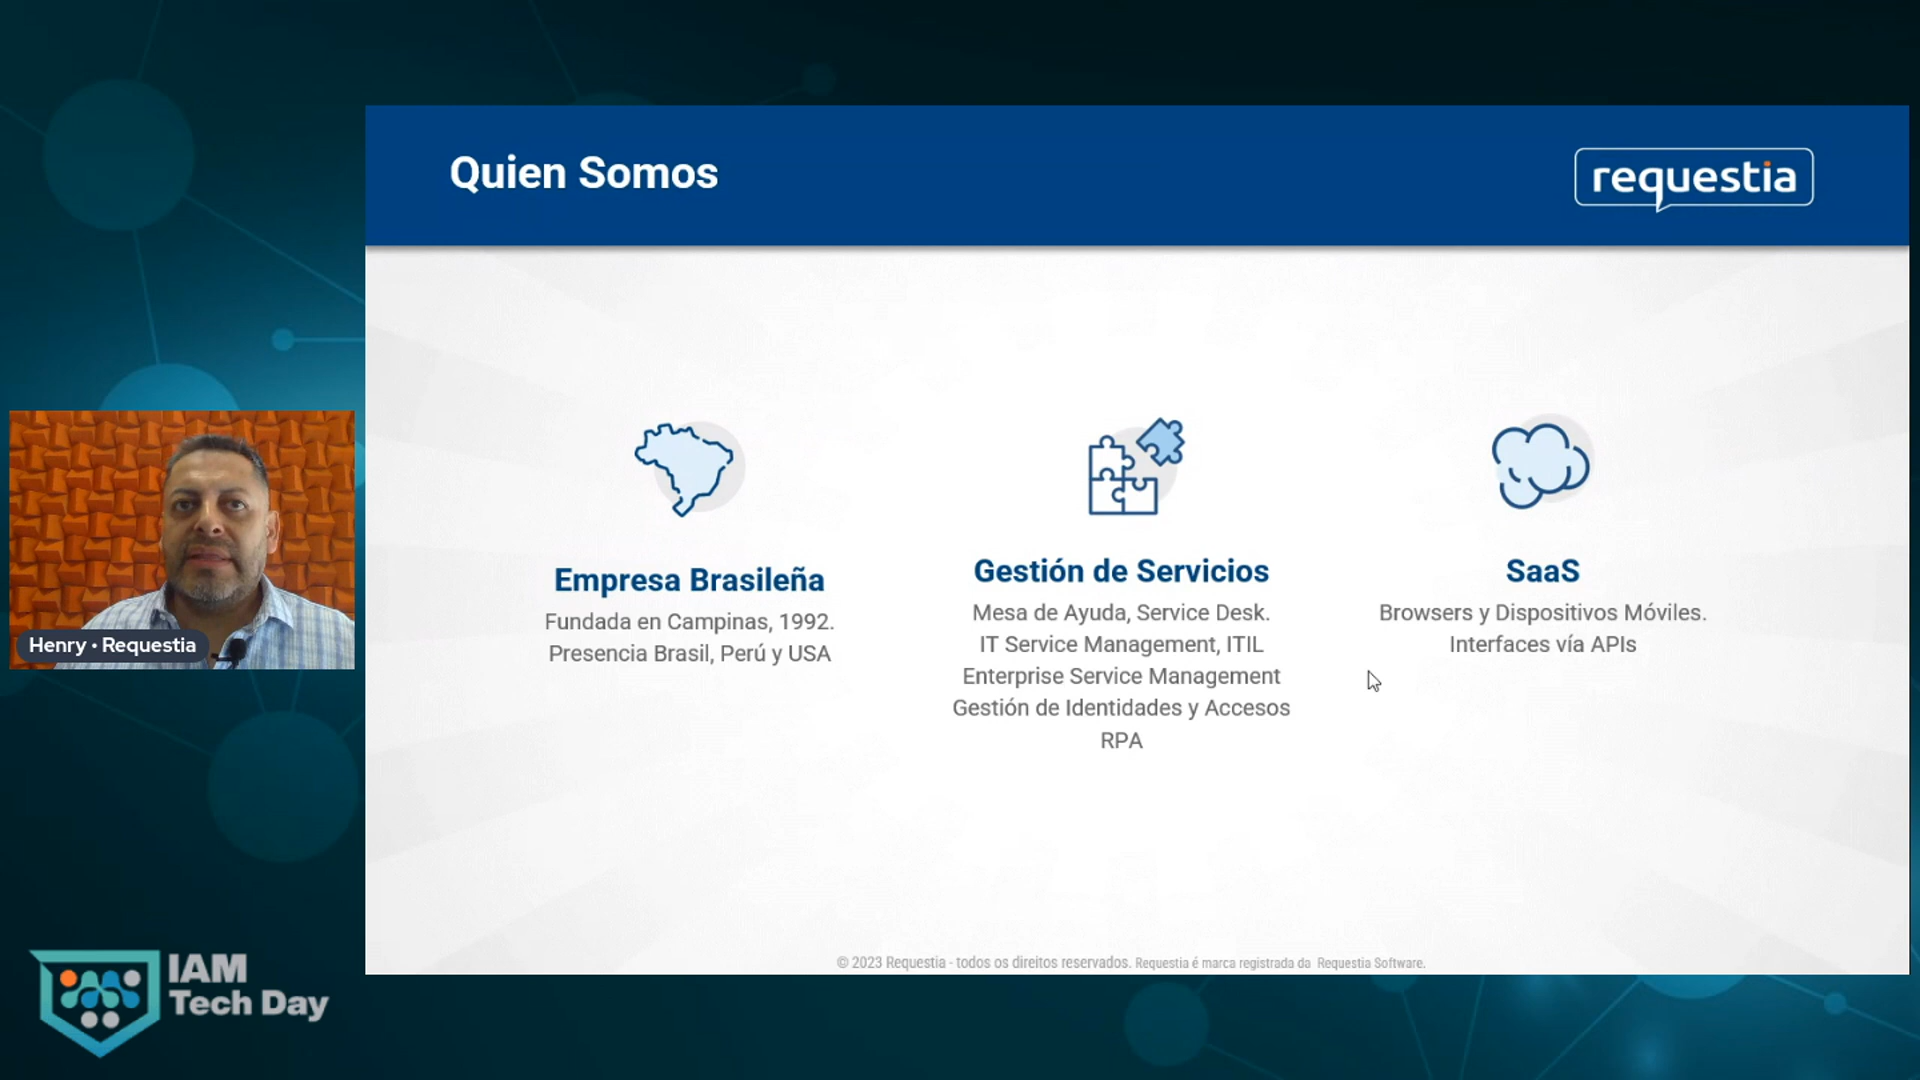 Quien Somos
requestia
Empresa Brasileña
Fundada en Campinas, 1992.
Presencia Brasil, Perú y USA
Gestión de Servicios
Mesa de Ayuda, Service Desk.
IT Service Management, ITIL
Enterprise Service Management
Gestión de Identidades y Accesos
RPA
SaaS
Browsers y Dispositivos Móviles.
Interfaces vía APIs
Henry • Requestia
IAM
Tech Day
© 2023 Requestia - todos os direitos reservados. Requestia é marca registrada da Requestia Software.